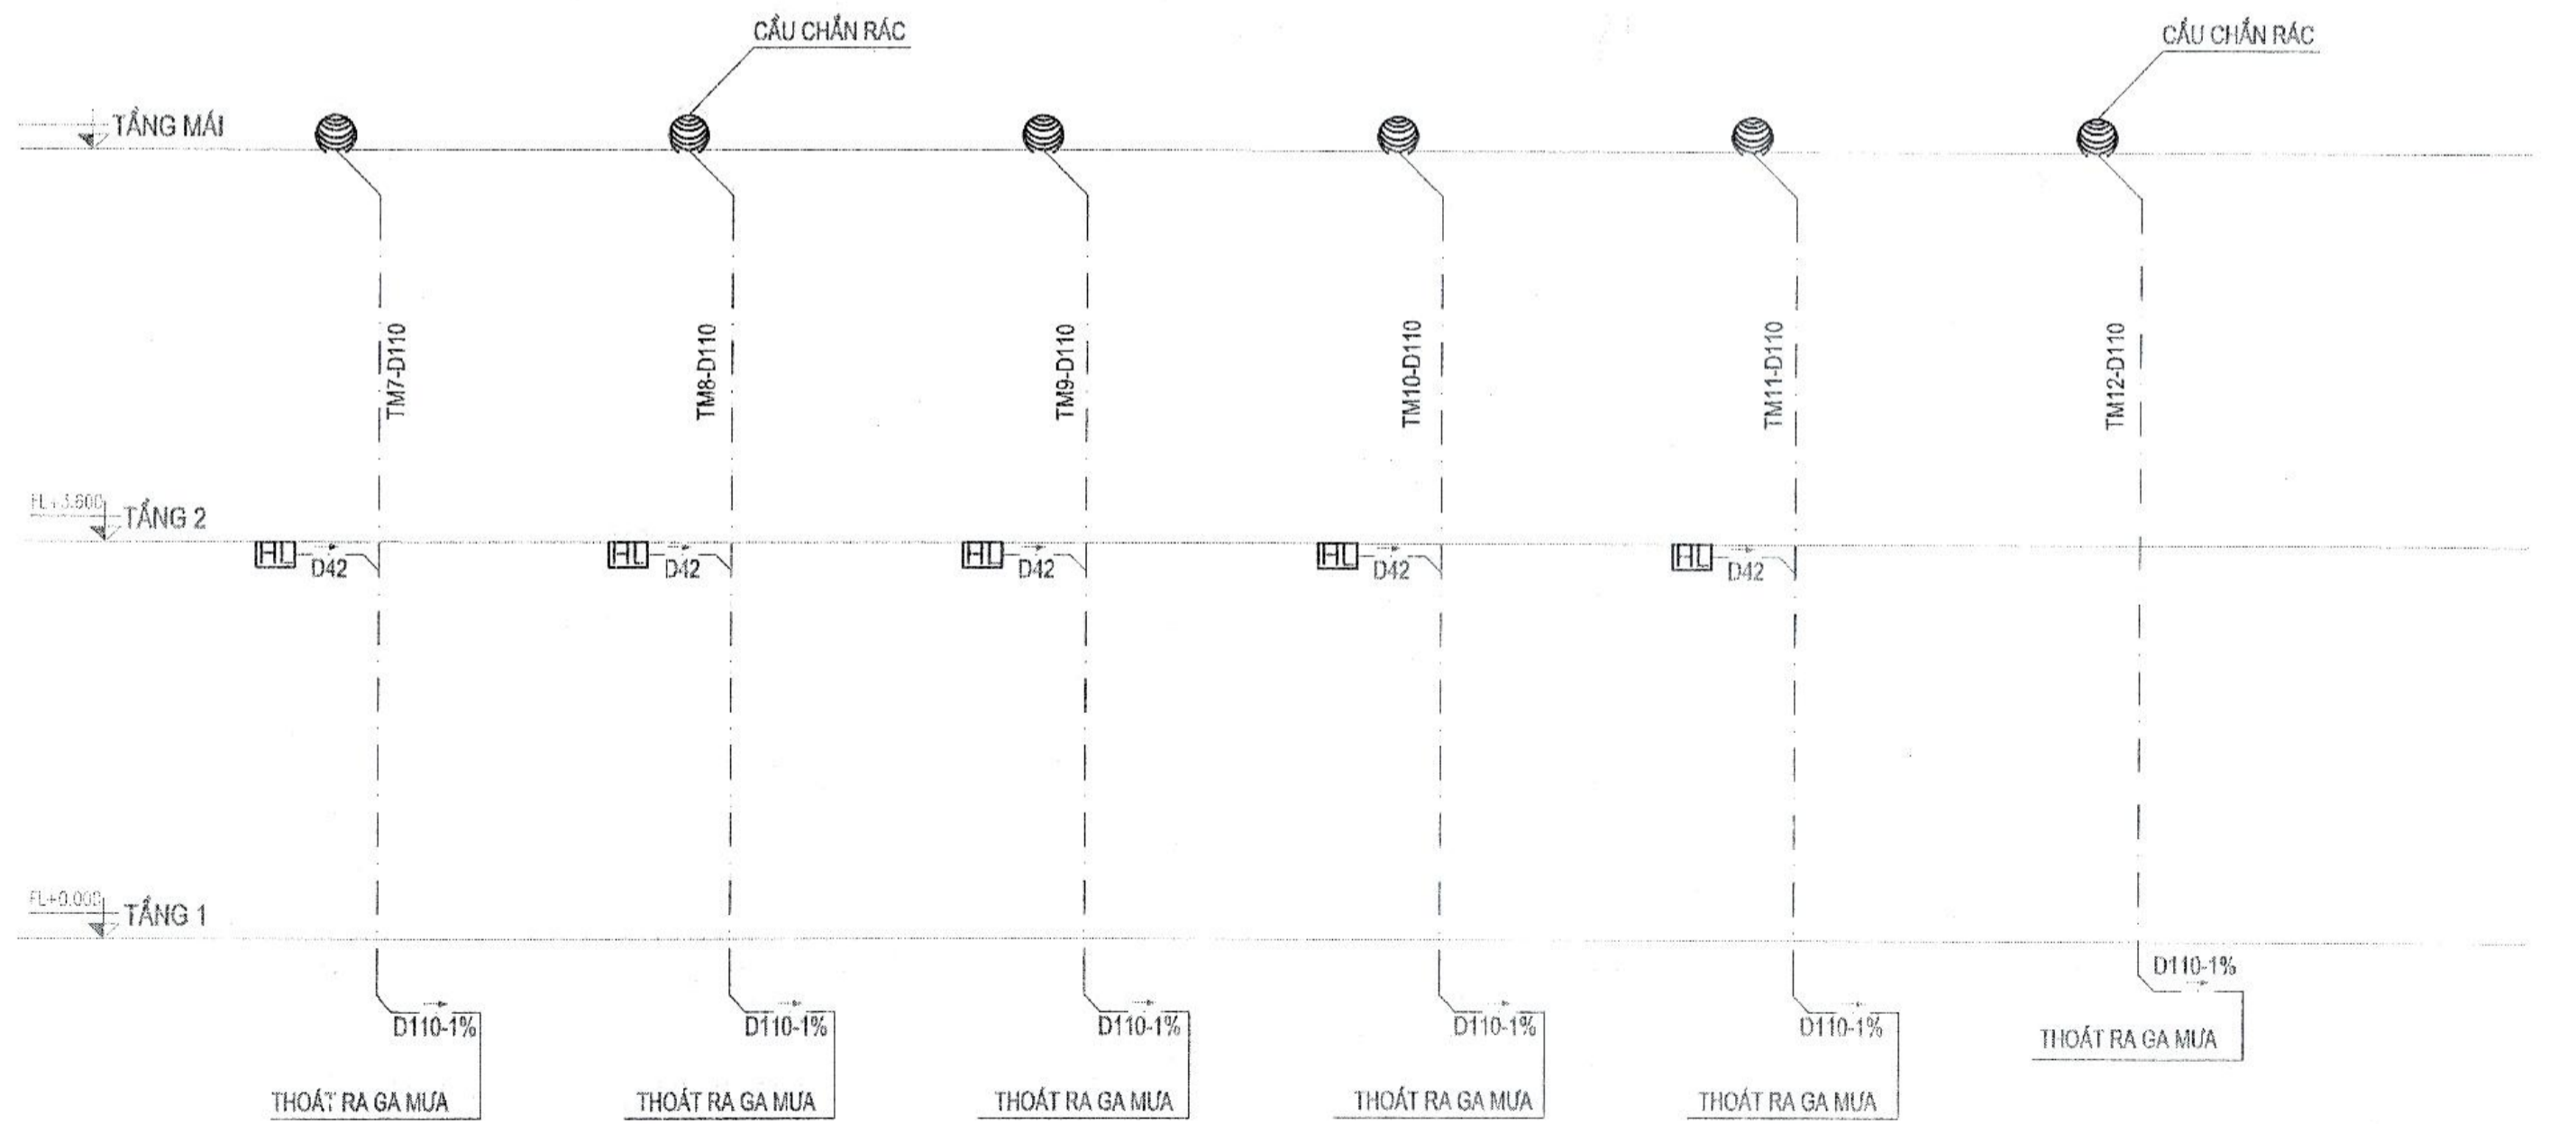 CẦU CHẮN RÁC
CẦU CHẮN RÁC
TẦNG MÁI
TM7-D110
TM8-D110
TM9-D110
TM10-D110
TM11-D110
TM12-D110
TẦNG 2
HL
D42
HL
D42
HL
D42
HL
D42
HL
D42
FL+0.000
TẦNG 1
D110-1%
D110-1%
D110-1%
D110-1%
D110-1%
D110-1%
THOÁT RA GA MƯA
THOÁT RA GA MƯA
THOÁT RA GA MƯA
THOÁT RA GA MƯA
THOÁT RA GA MƯA
THOÁT RA GA MƯA